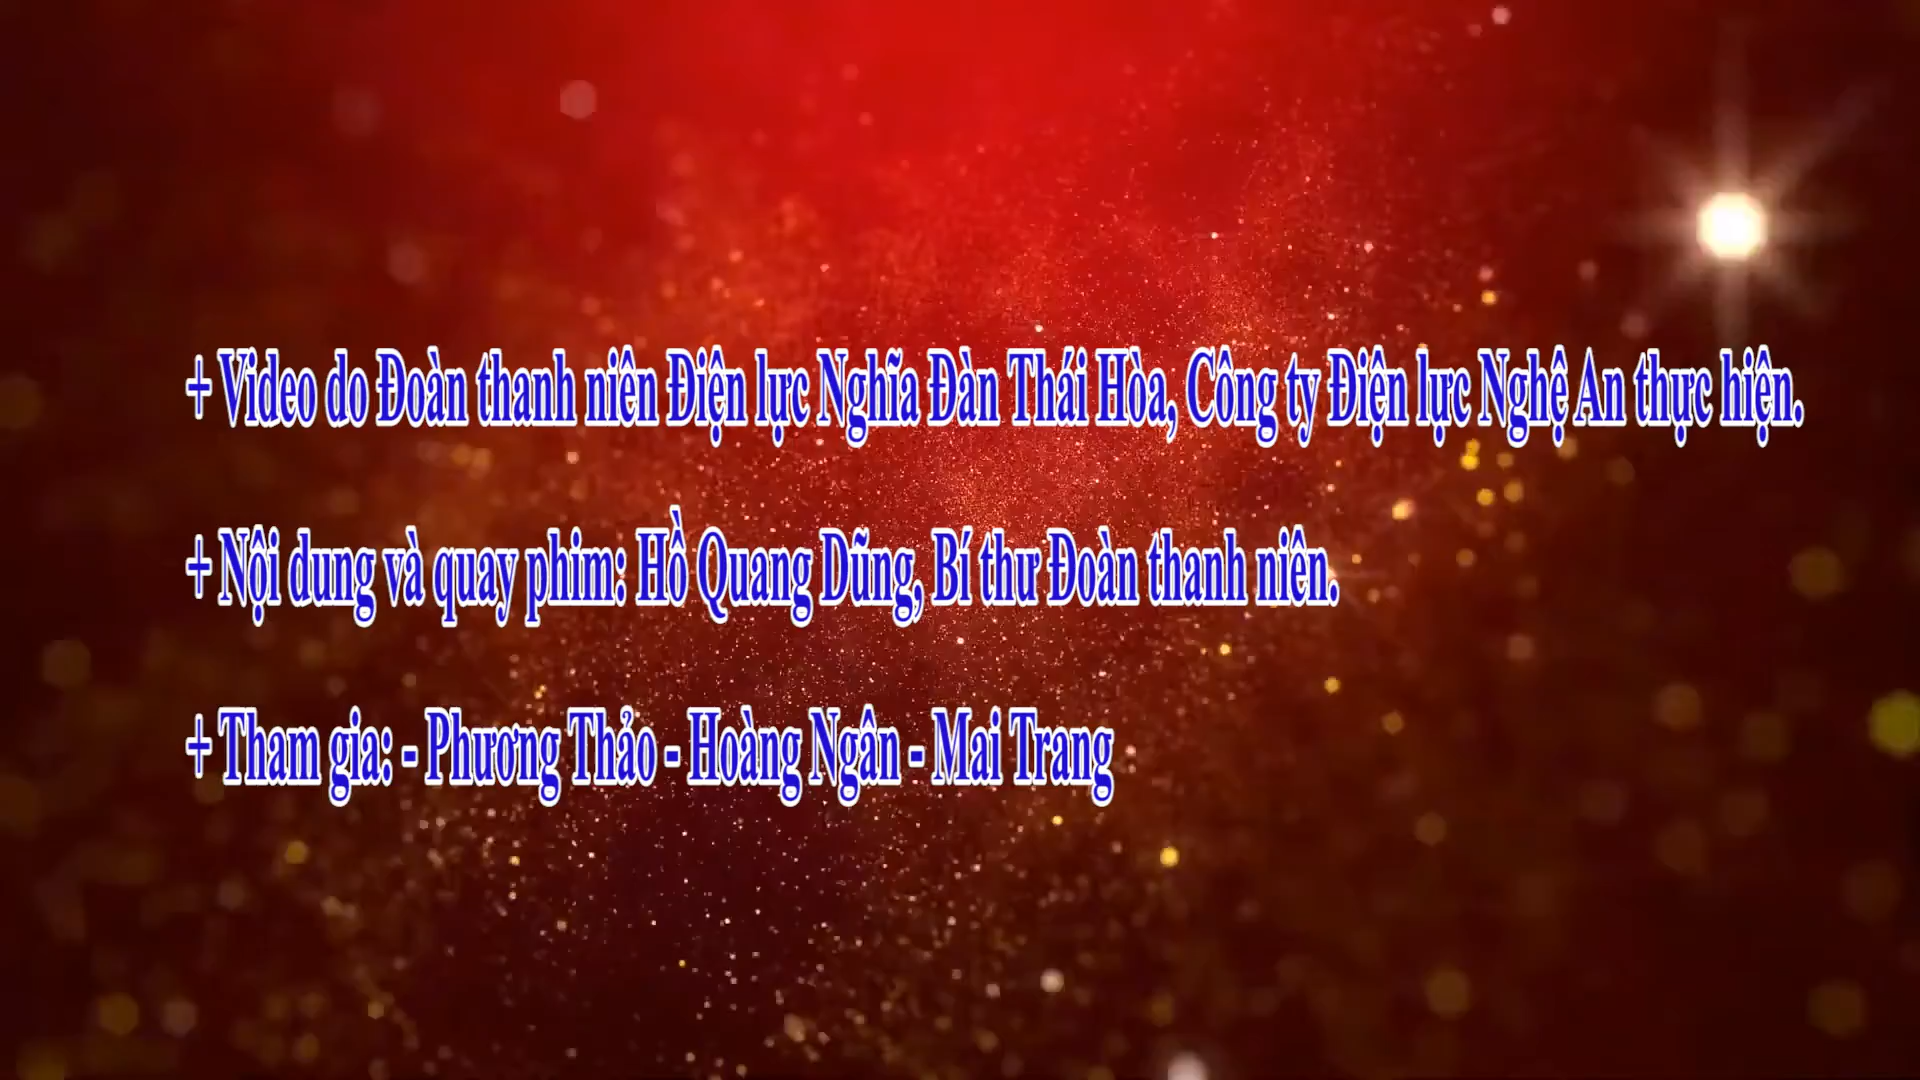 + Video do Đoàn thanh niên Điện lực Nghĩa Đàn Thái Hòa, Công ty Điện lực Nghệ An thực hiện.
+ Nội dung và quay phim: Hồ Quang Dũng, Bí thư Đoàn thanh niên.
+ Tham gia: - Phương Thảo - Hoàng Ngân - Mai Trang